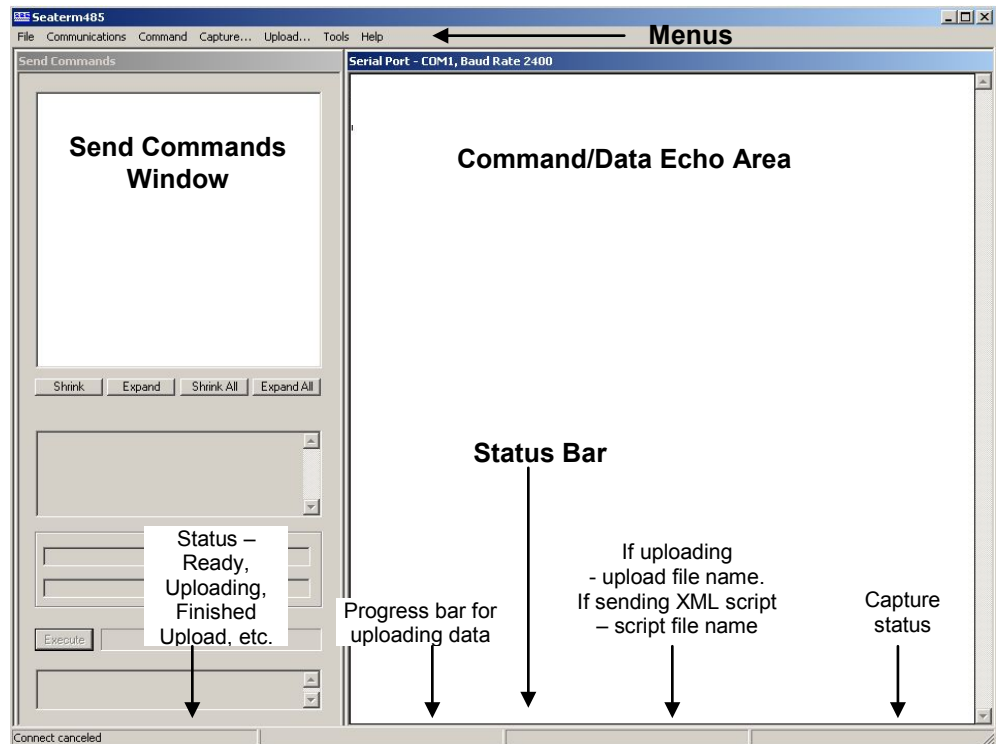 Seaterm485
File Communications Command Capture... Upload... Tools Help
Menus
Send Commands
Serial Port - COM1, Baud Rate 2400
Send Commands
Window
Command/Data Echo Area
Shrink Expand Shrink All Expand All
Status Bar
Status –
Ready,
Uploading,
Finished
Upload, etc.
Progress bar for
uploading data
If uploading
- upload file name.
If sending XML script
– script file name
Capture
status
Execute
Connect canceled